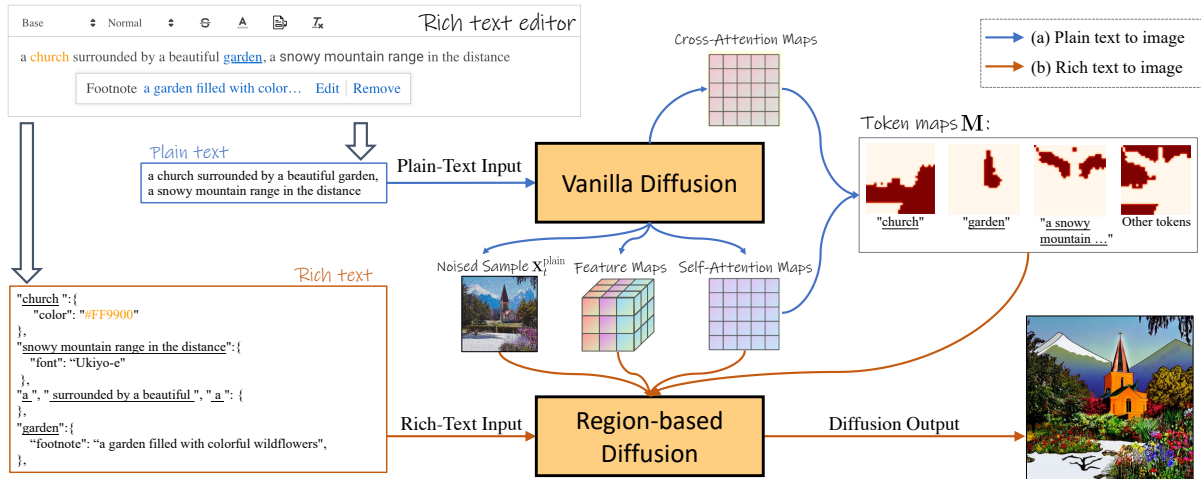 Base Normal S A Tx Rich text editor
a church surrounded by a beautiful garden, a snowy mountain range in the distance
Footnote a garden filled with color… Edit Remove
Cross-Attention Maps
(a) Plain text to image
(b) Rich text to image
Plain text
a church surrounded by a beautiful garden,
a snowy mountain range in the distance
Plain-Text Input
Vanilla Diffusion
Token maps M:
"church"
"garden"
"a snowy
mountain …"
Other tokens
Noised Sample x_t^plain
Feature Maps
Self-Attention Maps
Rich text
"church ":{
"color": "#FF9900"
},
"snowy mountain range in the distance":{
"font": “Ukiyo-e"
},
"a ", " surrounded by a beautiful ", " a ": {
},
"garden":{
“footnote": “a garden filled with colorful wildflowers",
},
Rich-Text Input
Region-based
Diffusion
Diffusion Output